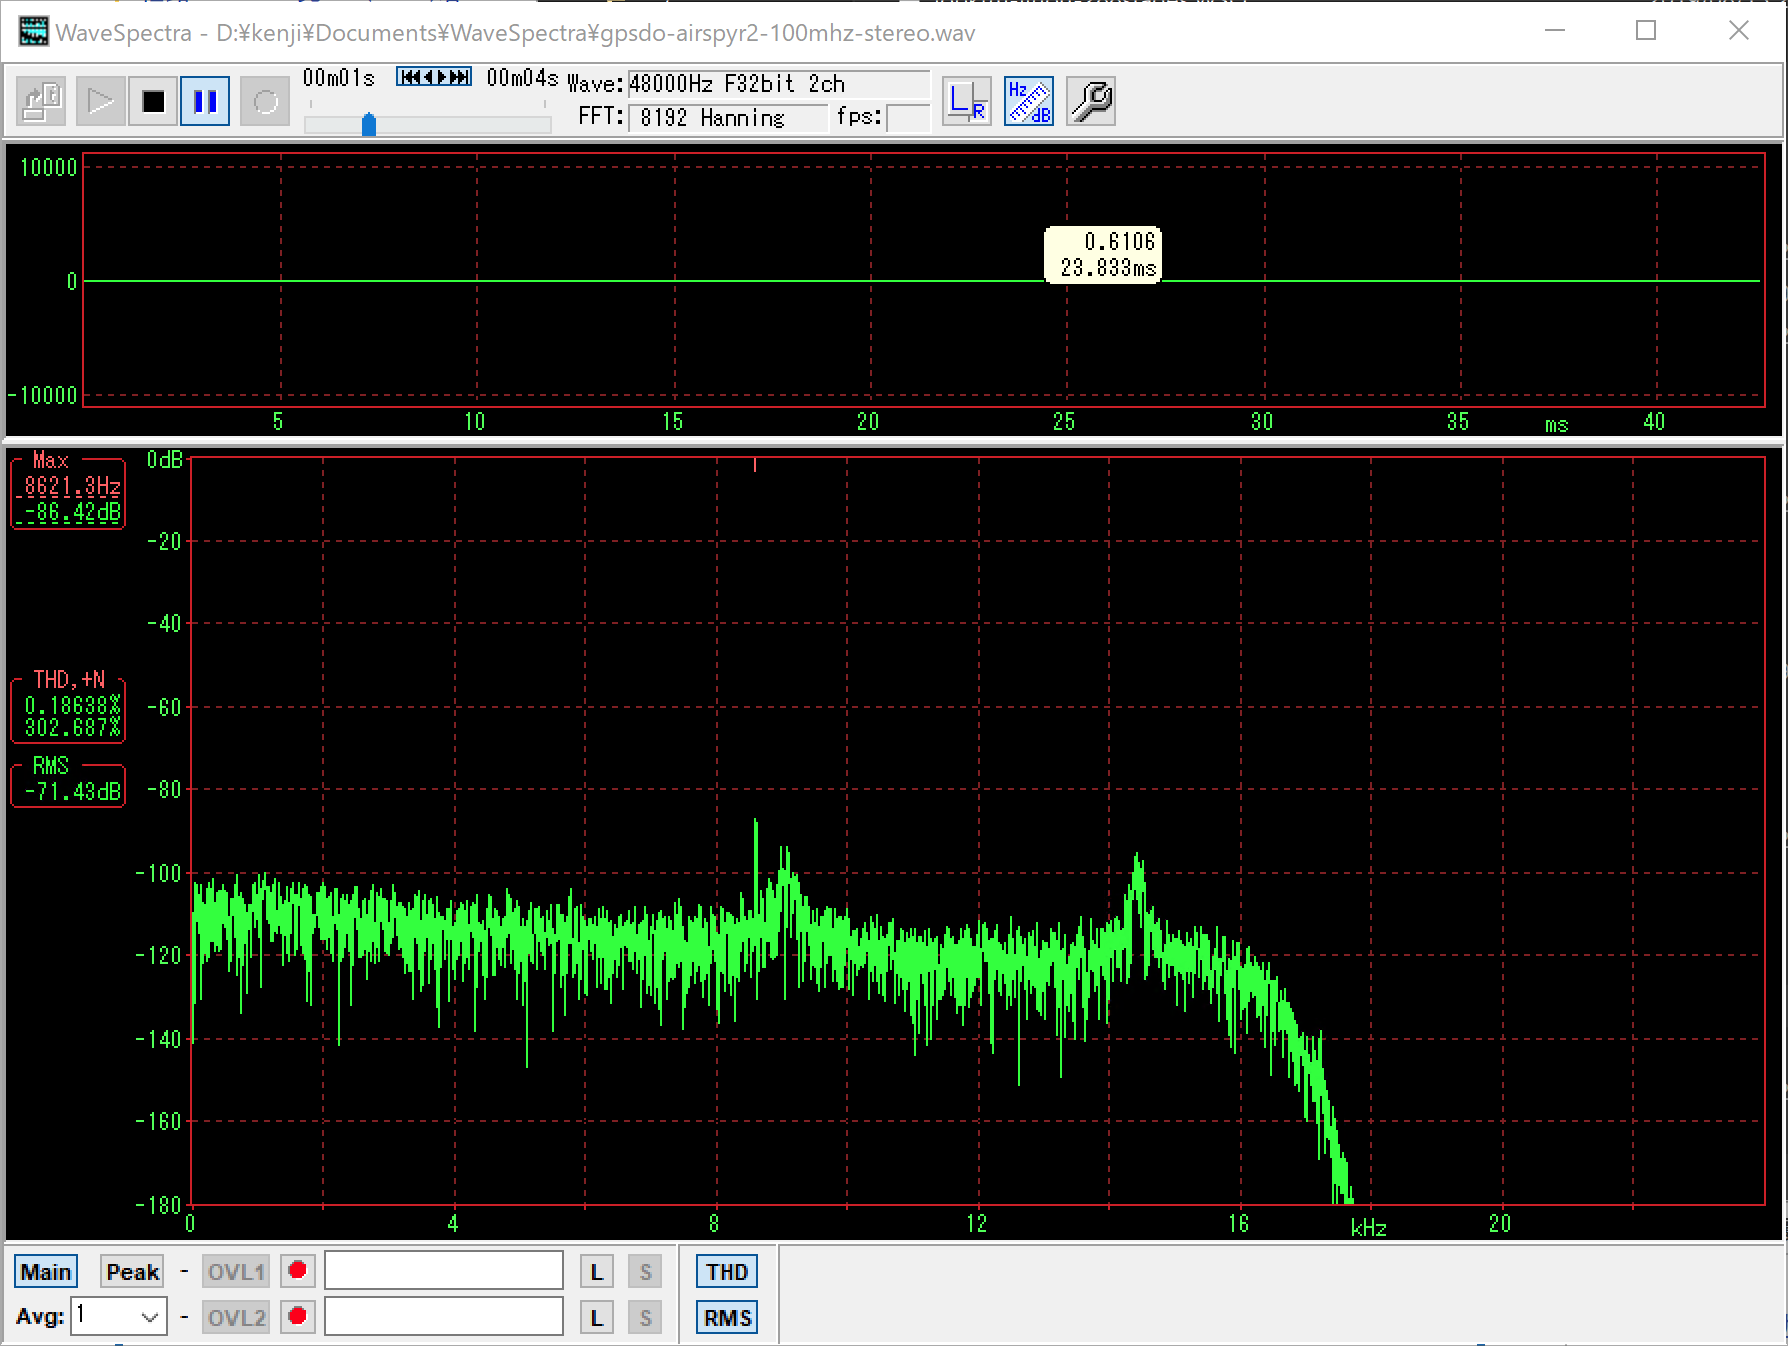 WaveSpectra - D:¥kenji¥Documents¥WaveSpectra¥gpsdo-airspyr2-100mhz-stereo.wav
00m01s 00m04s Wave: 48000Hz F32bit 2ch
FFT: 8192 Hanning fps:
L R
Hz dB
10000
0
-10000
0.6106
23.833ms
5 10 15 20 25 30 35 ms 40
Max
8621.3Hz
-86.42dB
THD,+N
0.18638%
302.687%
RMS
-71.43dB
0dB
-20
-40
-60
-80
-100
-120
-140
-160
-180
0 4 8 12 16 kHz 20
Main Peak - OVL1 L S THD
Avg: 1 - OVL2 L S RMS